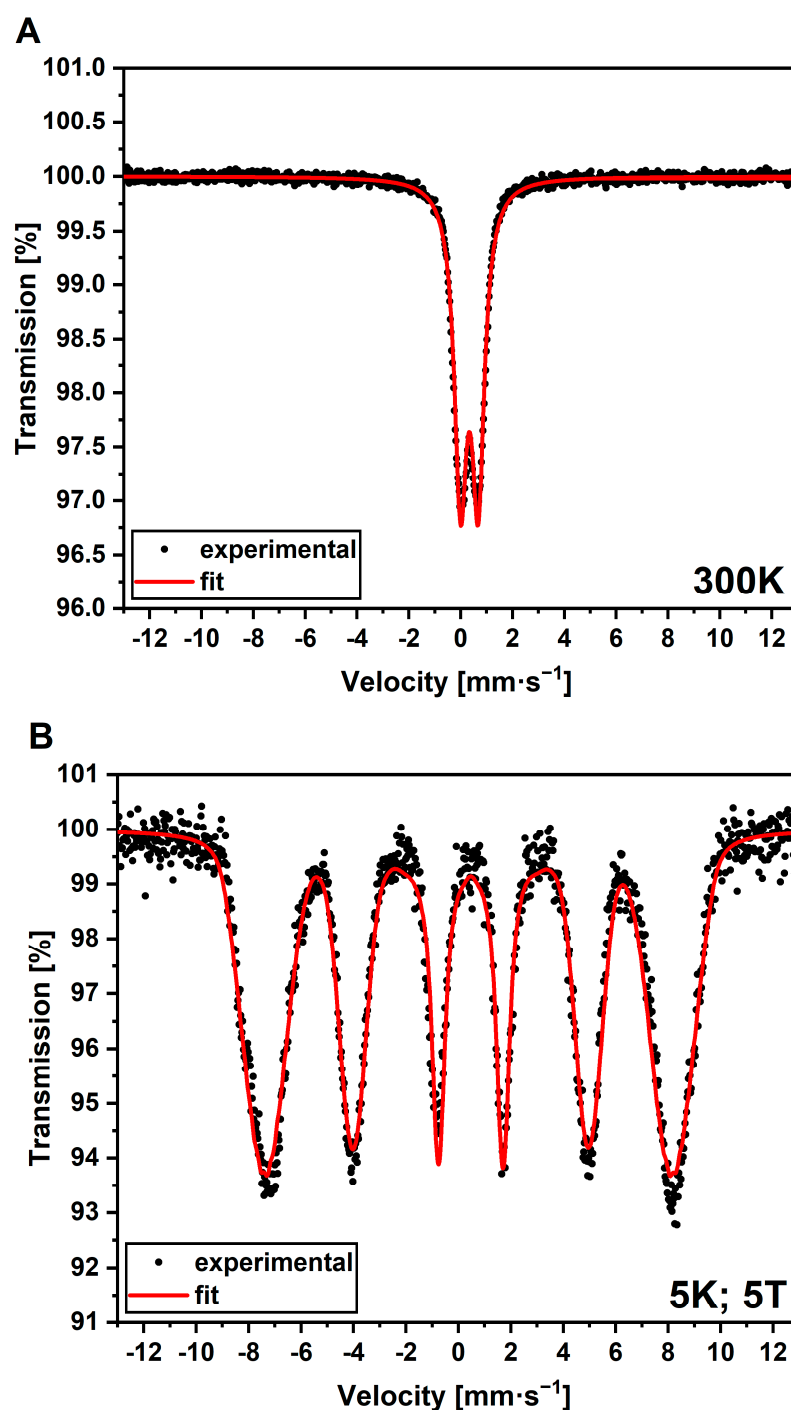 A
101.0
100.5
100.0
99.5
99.0
98.5
98.0
97.5
97.0
96.5
96.0
Transmission [%]
experimental
fit
300K
-12 -10 -8 -6 -4 -2 0 2 4 6 8 10 12
Velocity [mm·s⁻¹]
B
101
100
99
98
97
96
95
94
93
92
91
Transmission [%]
experimental
fit
5K; 5T
-12 -10 -8 -6 -4 -2 0 2 4 6 8 10 12
Velocity [mm·s⁻¹]